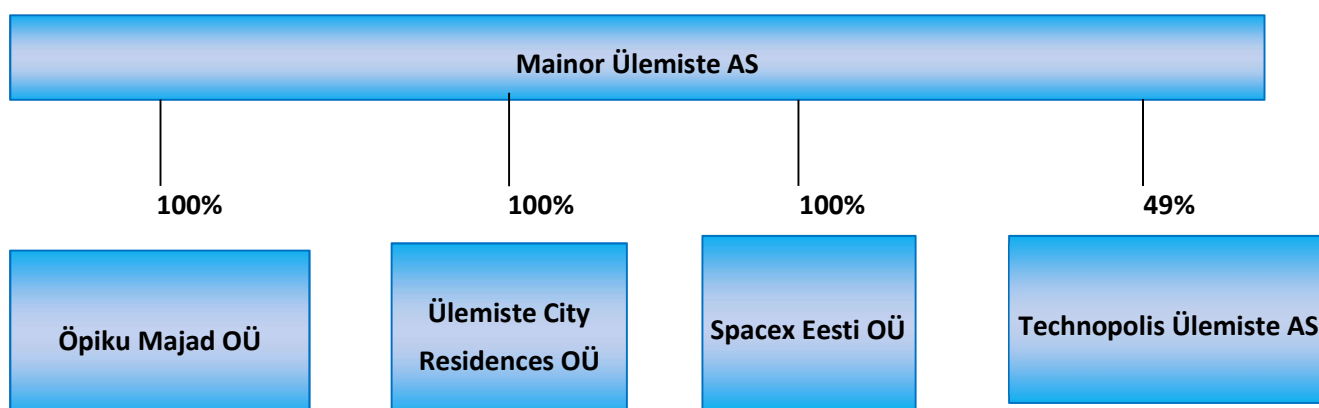 Mainor Ülemiste AS
100%
100%
100%
49%
Öpiku Majad OÜ
Ülemiste City
Residences OÜ
Spacex Eesti OÜ
Technopolis Ülemiste AS